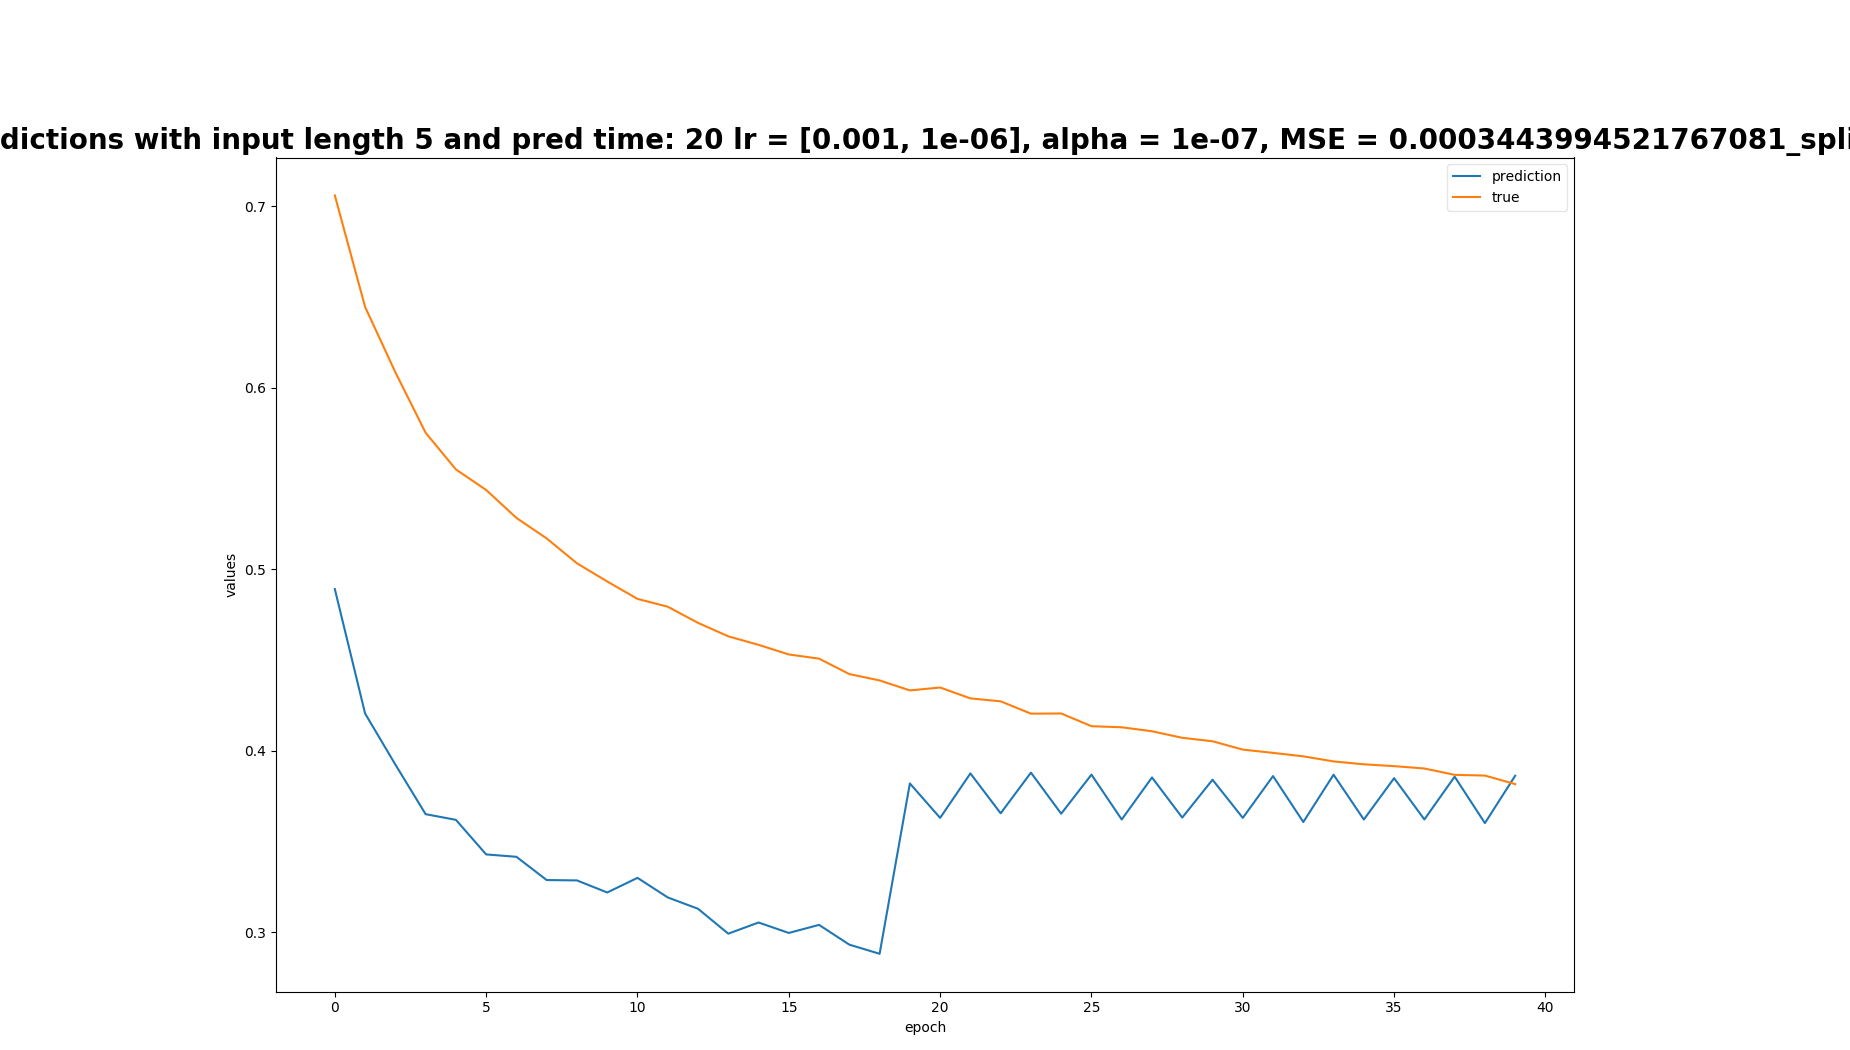 dictions with input length 5 and pred time: 20 lr = [0.001, 1e-06], alpha = 1e-07, MSE = 0.0003443994521767081_spli
prediction
true
0.7
0.6
0.5
0.4
0.3
values
0 5 10 15 20 25 30 35 40
epoch